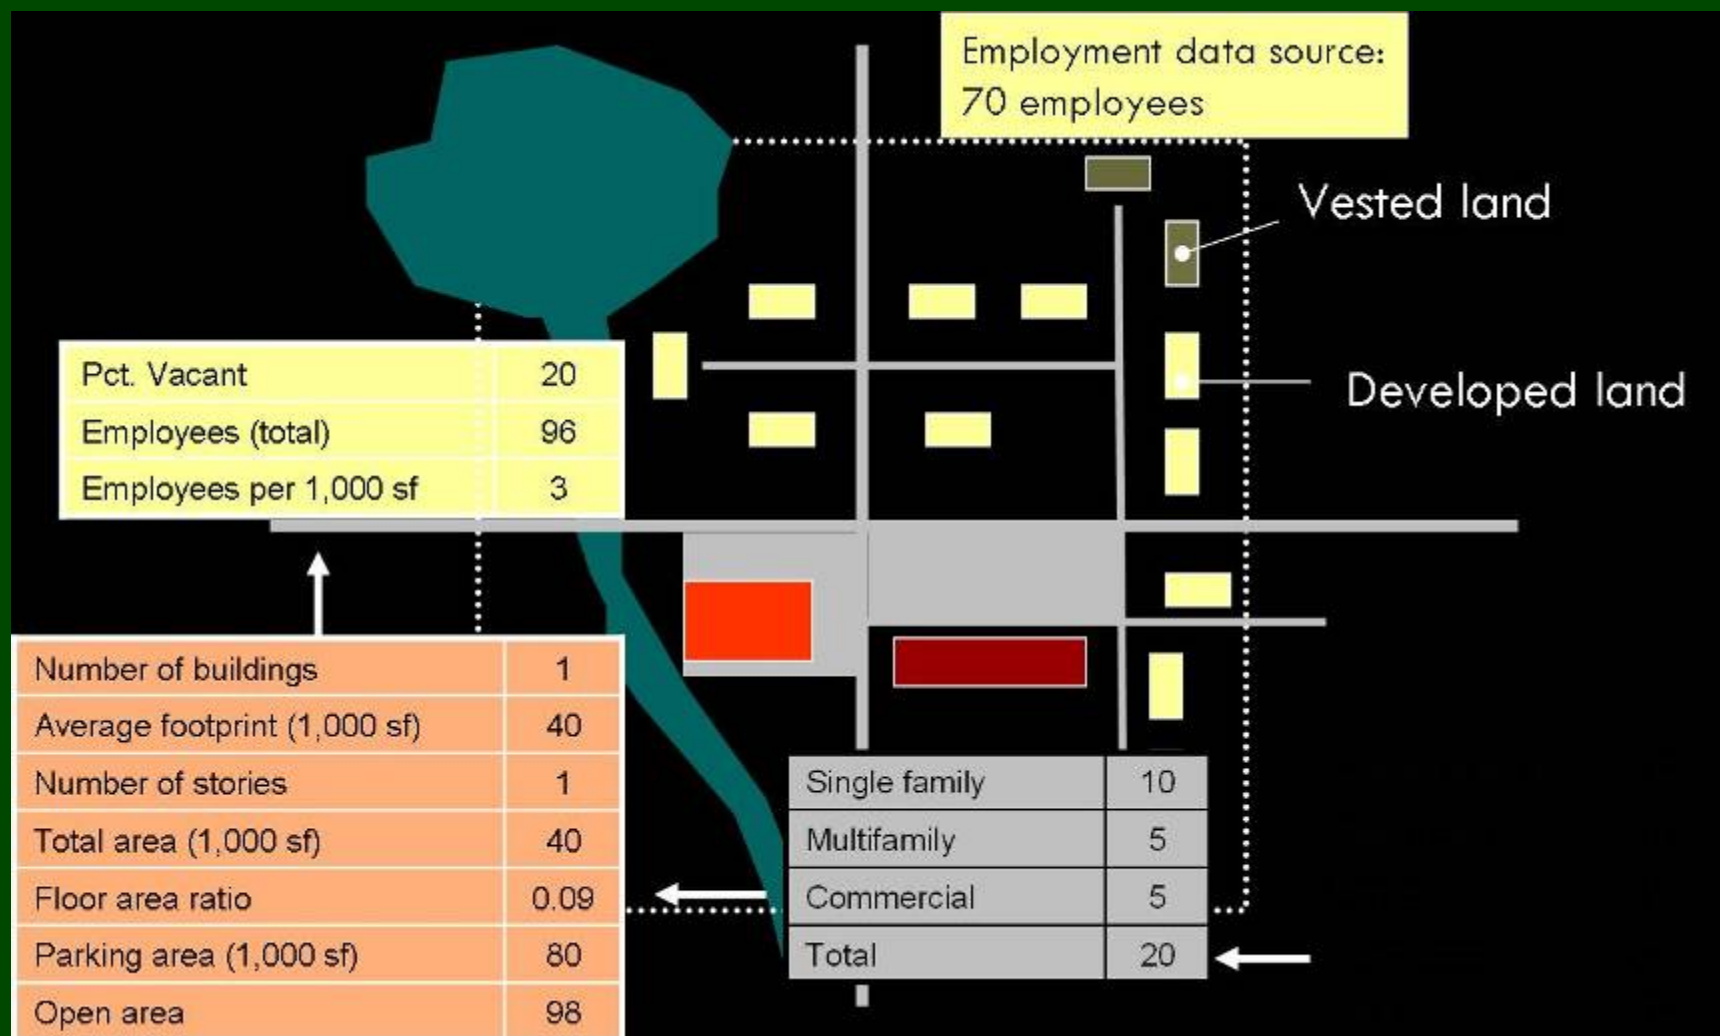 Employment data source:
70 employees
Vested land
Developed land
Pct. Vacant 20
Employees (total) 96
Employees per 1,000 sf 3
Number of buildings 1
Average footprint (1,000 sf) 40
Number of stories 1
Total area (1,000 sf) 40
Floor area ratio 0.09
Parking area (1,000 sf) 80
Open area 98
Single family 10
Multifamily 5
Commercial 5
Total 20